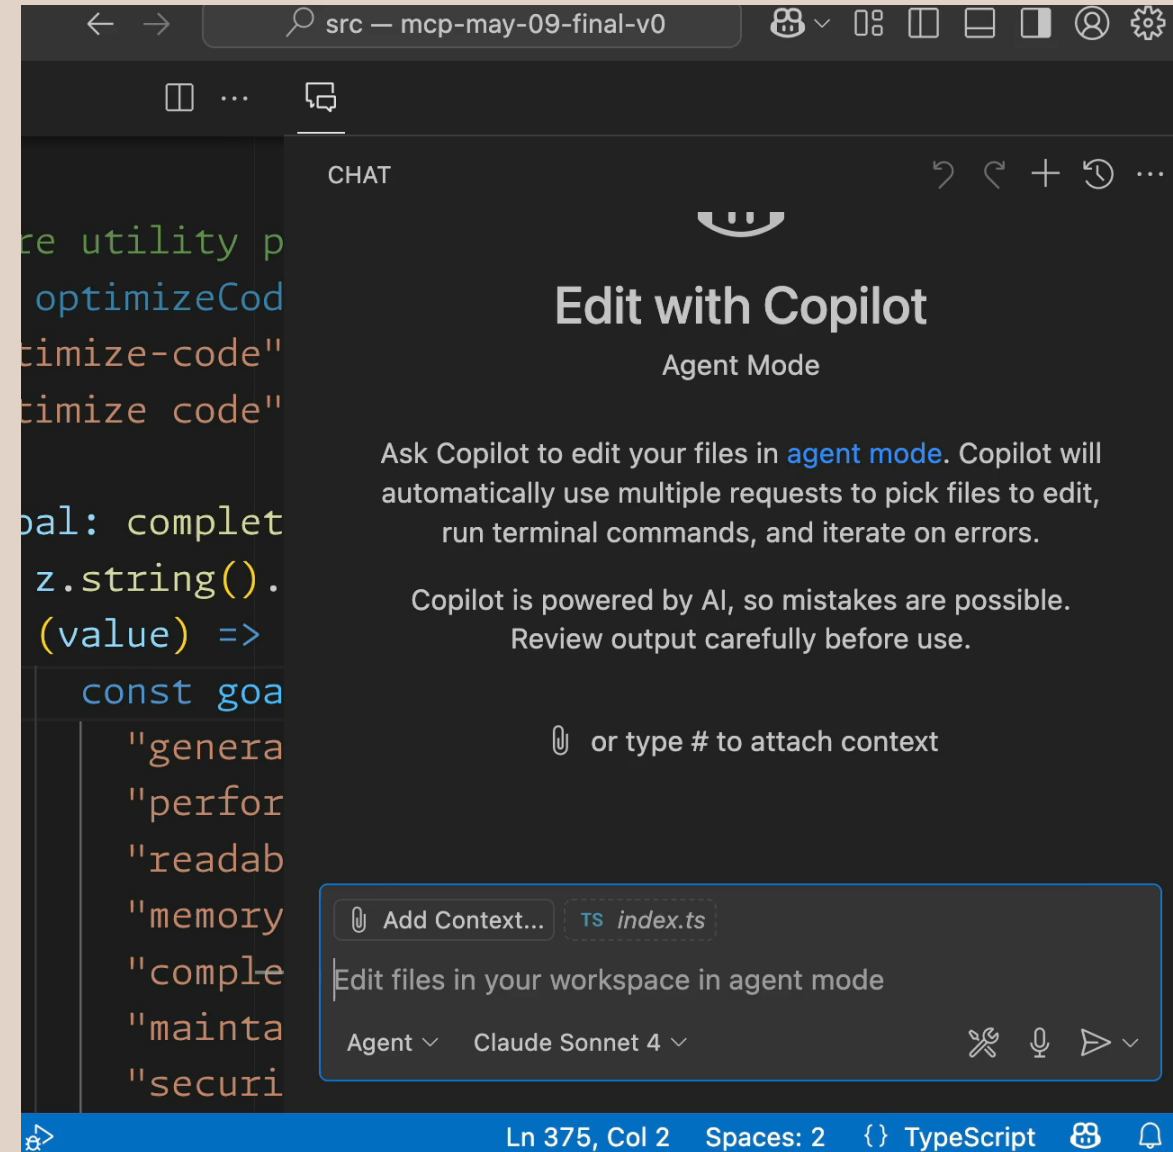 src — mcp-may-09-final-v0
CHAT
re utility p
optimizeCod
timize-code"
timize code"
oal: complet
z.string().
(value) =>
const goa
"genera
"perfor
"readab
"memory
"comple
"mainta
"securi
Edit with Copilot
Agent Mode
Ask Copilot to edit your files in agent mode. Copilot will
automatically use multiple requests to pick files to edit,
run terminal commands, and iterate on errors.
Copilot is powered by AI, so mistakes are possible.
Review output carefully before use.
or type # to attach context
Add Context... TS index.ts
Edit files in your workspace in agent mode
Agent Claude Sonnet 4
Ln 375, Col 2 Spaces: 2 {} TypeScript